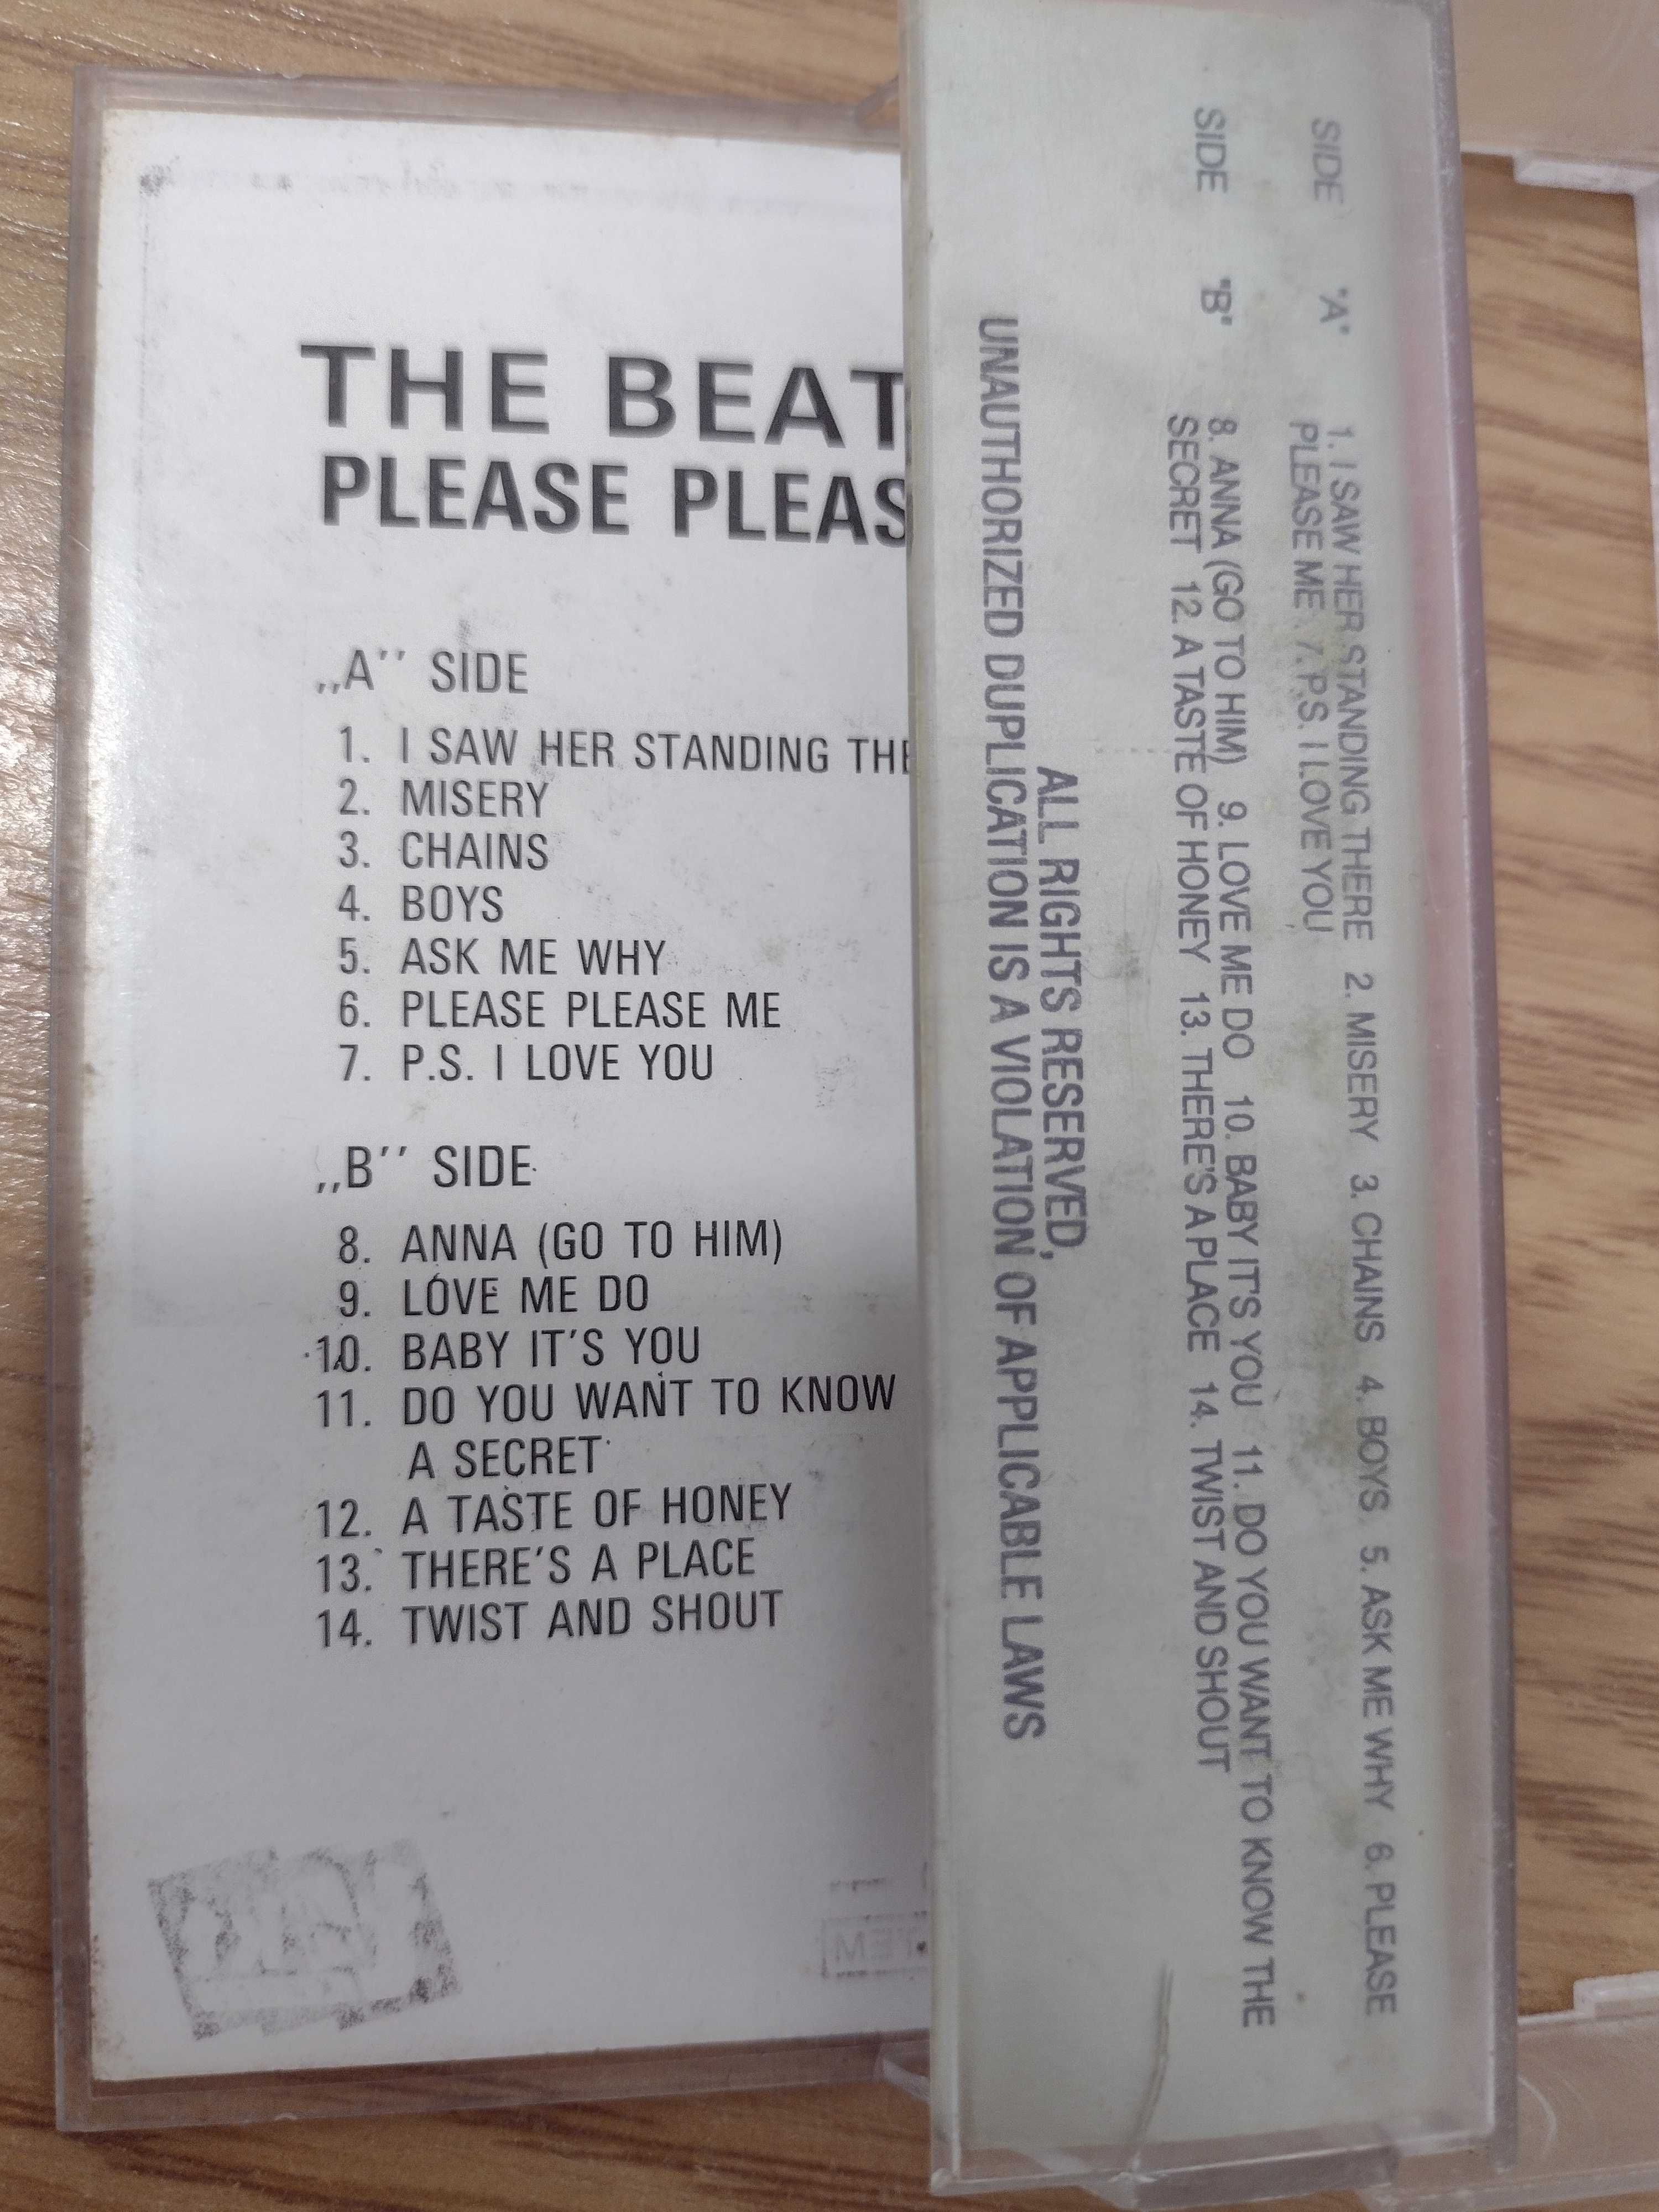 THE BEAT
PLEASE PLEAS
„A’’ SIDE
1. I SAW HER STANDING THE
2. MISERY
3. CHAINS
4. BOYS
5. ASK ME WHY
6. PLEASE PLEASE ME
7. P.S. I LOVE YOU
„B’’ SIDE
8. ANNA (GO TO HIM)
9. LOVE ME DO
10. BABY IT'S YOU
11. DO YOU WANT TO KNOW
A SECRET
12. A TASTE OF HONEY
13. THERE'S A PLACE
14. TWIST AND SHOUT
SIDE "A" 1. I SAW HER STANDING THERE 2. MISERY 3. CHAINS 4. BOYS 5. ASK ME WHY 6. PLEASE
PLEASE ME . 7. P.S. I LOVE YOU
SIDE "B" 8. ANNA (GO TO HIM) 9. LOVE ME DO 10. BABY IT'S YOU 11. DO YOU WANT TO KNOW THE
SECRET 12. A TASTE OF HONEY 13. THERE'S A PLACE 14. TWIST AND SHOUT
ALL RIGHTS RESERVED,
UNAUTHORIZED DUPLICATION IS A VIOLATION OF APPLICABLE LAWS